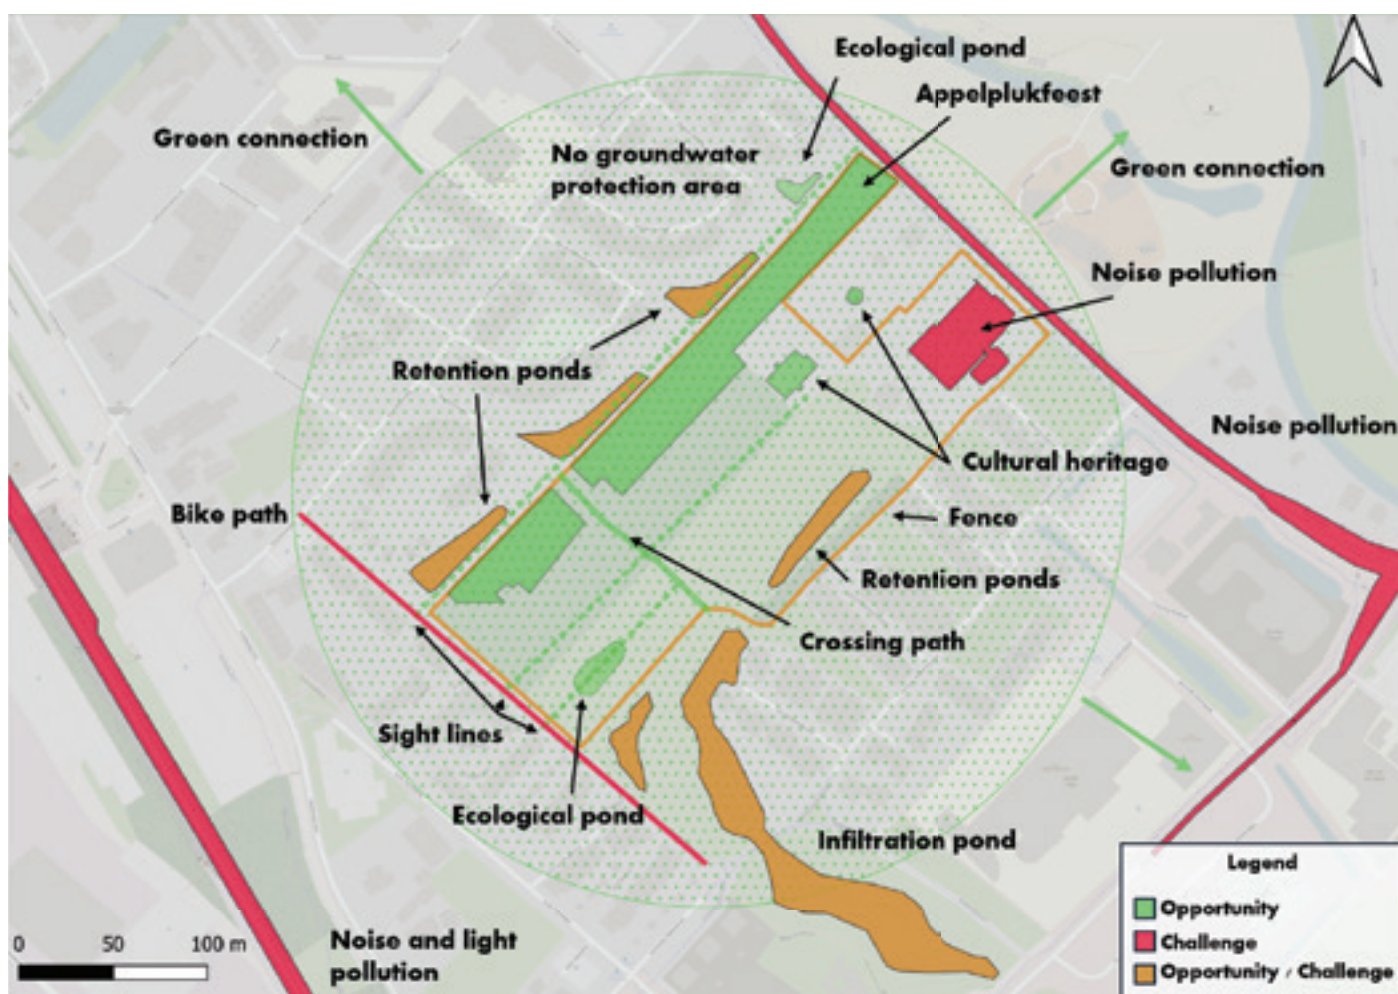 Ecological pond
Appelplukfeest
Green connection
No groundwater
protection area
Green connection
Noise pollution
Retention ponds
Noise pollution
Cultural heritage
Bike path
Fence
Retention ponds
Crossing path
Sight lines
Ecological pond
Infiltration pond
Noise and light
pollution
0 50 100 m
Legend
Opportunity
Challenge
Opportunity / Challenge